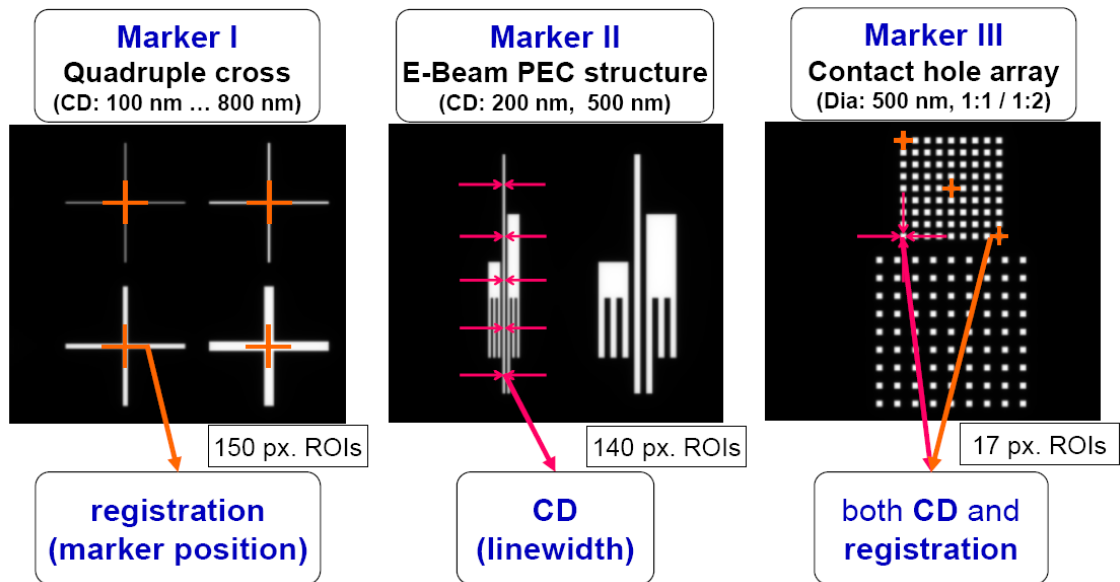 Marker I
Quadruple cross
(CD: 100 nm … 800 nm)
Marker II
E-Beam PEC structure
(CD: 200 nm, 500 nm)
Marker III
Contact hole array
(Dia: 500 nm, 1:1 / 1:2)
150 px. ROIs
140 px. ROIs
17 px. ROIs
registration
(marker position)
CD
(linewidth)
both CD and
registration